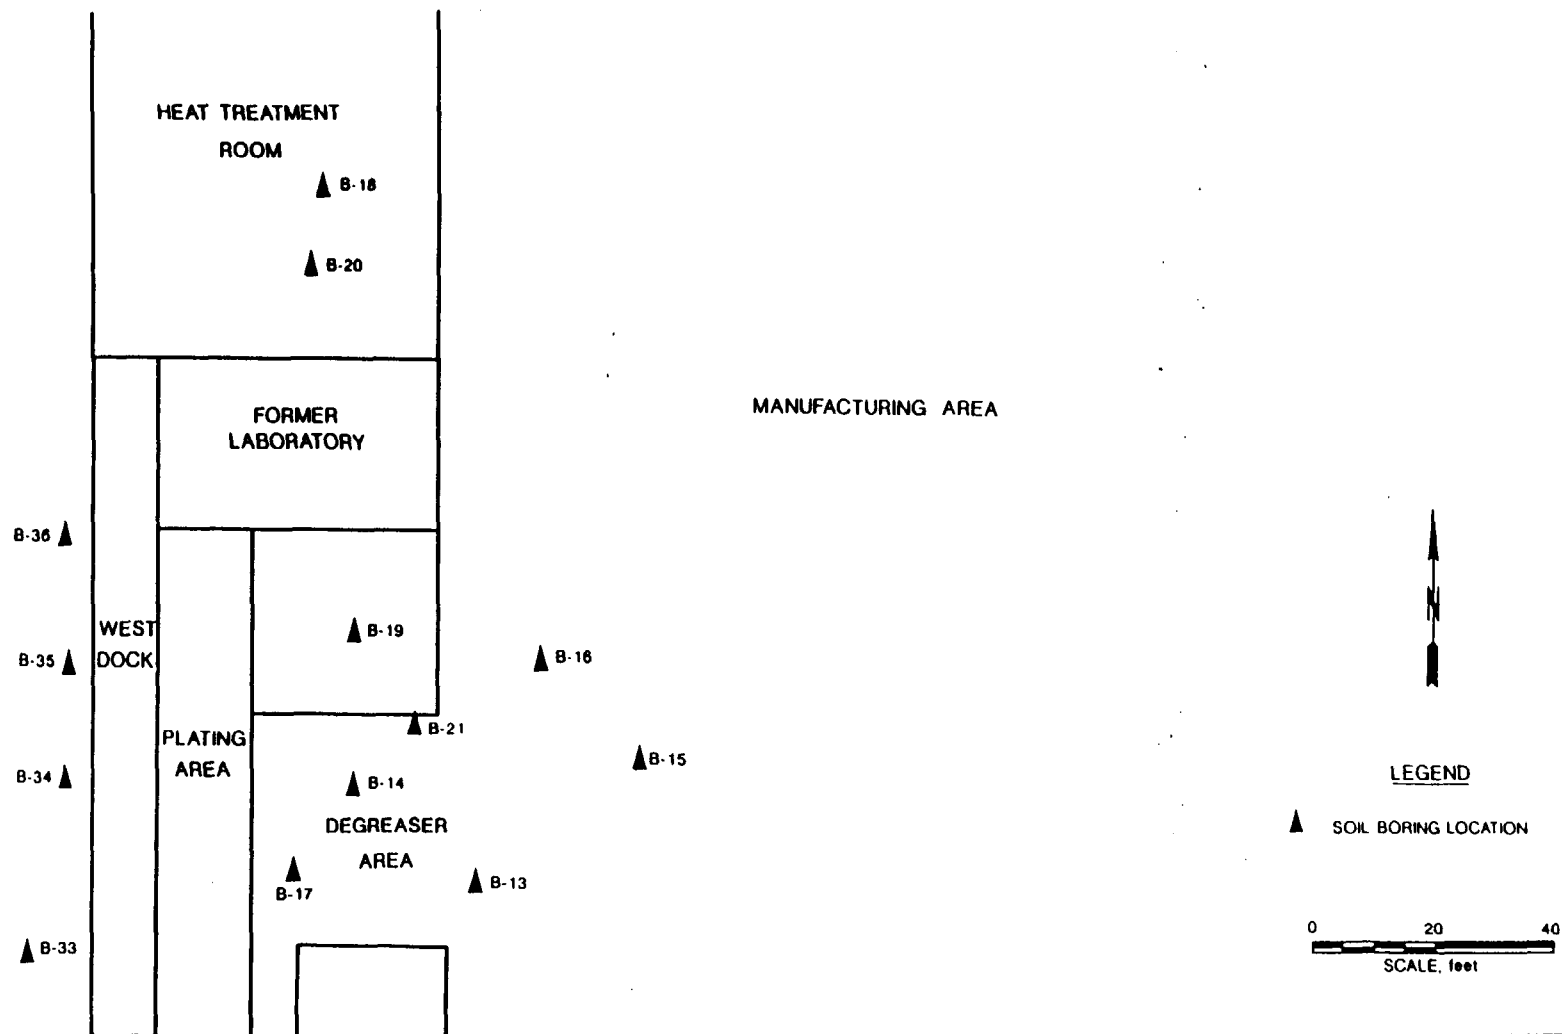 HEAT TREATMENT
ROOM
B-18
B-20
FORMER
LABORATORY
MANUFACTURING AREA
B-36
N
WEST
DOCK
B-19
B-35
B-16
B-21
PLATING
AREA
B-15
B-34
B-14
LEGEND
DEGREASER
AREA
SOIL BORING LOCATION
B-17
B-13
B-33
0 20 40
SCALE, feet